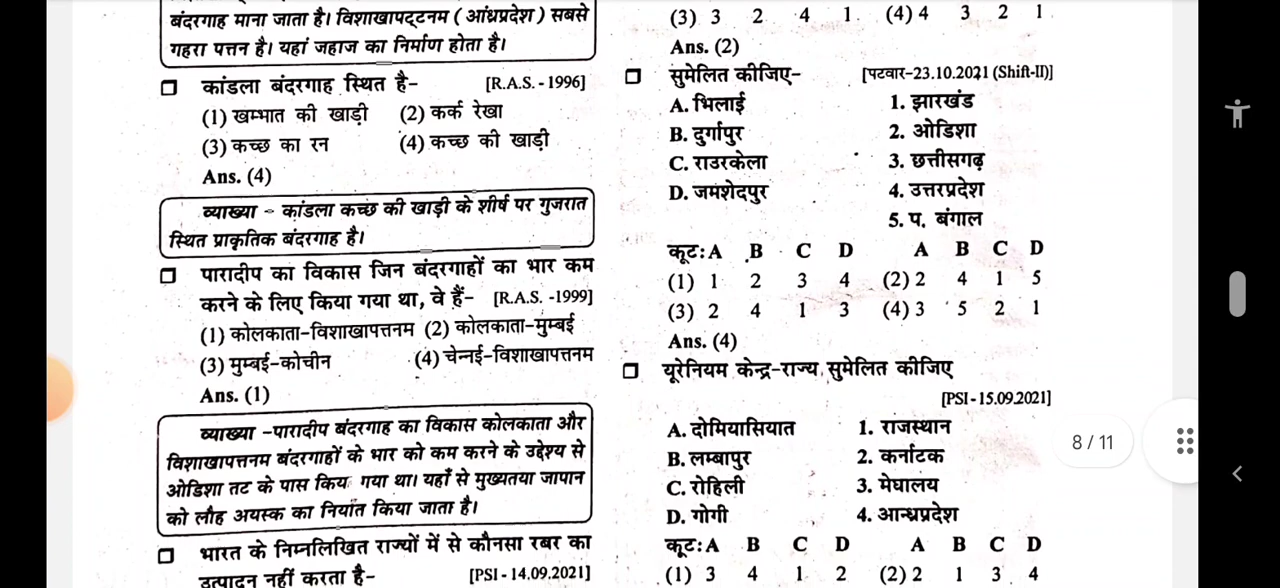 बंदरगाह माना जाता है। विशाखापट्टनम (आंध्रप्रदेश) सबसे
गहरा पत्तन है। यहां जहाज का निर्माण होता है।
❑ कांडला बंदरगाह स्थित है– [R.A.S. - 1996]
(1) खम्भात की खाड़ी (2) कर्क रेखा
(3) कच्छ का रन (4) कच्छ की खाड़ी
Ans. (4)
व्याख्या - कांडला कच्छ की खाड़ी के शीर्ष पर गुजरात
स्थित प्राकृतिक बंदरगाह है।
❑ पारादीप का विकास जिन बंदरगाहों का भार कम
करने के लिए किया गया था, वे हैं– [R.A.S. -1999]
(1) कोलकाता-विशाखापत्तनम (2) कोलकाता-मुम्बई
(3) मुम्बई-कोचीन (4) चेन्नई-विशाखापत्तनम
Ans. (1)
व्याख्या -पारादीप बंदरगाह का विकास कोलकाता और
विशाखापत्तनम बंदरगाहों के भार को कम करने के उद्देश्य से
ओडिशा तट के पास किय गया था। यहाँ से मुख्यतया जापान
को लौह अयस्क का निर्यात किया जाता है।
❑ भारत के निम्नलिखित राज्यों में से कौनसा रबर का
उत्पादन नहीं करता है– [PSI - 14.09.2021]
(3) 3 2 4 1 (4) 4 3 2 1
Ans. (2)
❑ सुमेलित कीजिए– [पटवार-23.10.2021 (Shift-II)]
A. भिलाई 1. झारखंड
B. दुर्गापुर 2. ओडिशा
C. राउरकेला 3. छत्तीसगढ़
D. जमशेदपुर 4. उत्तरप्रदेश
5. प. बंगाल
कूट: A B C D A B C D
(1) 1 2 3 4 (2) 2 4 1 5
(3) 2 4 1 3 (4) 3 5 2 1
Ans. (4)
❑ यूरेनियम केन्द्र-राज्य सुमेलित कीजिए
[PSI - 15.09.2021]
A. दोमियासियात 1. राजस्थान
B. लम्बापुर 2. कर्नाटक
C. रोहिली 3. मेघालय
D. गोगी 4. आन्ध्रप्रदेश
कूट: A B C D A B C D
(1) 3 4 1 2 (2) 2 1 3 4
8 / 11